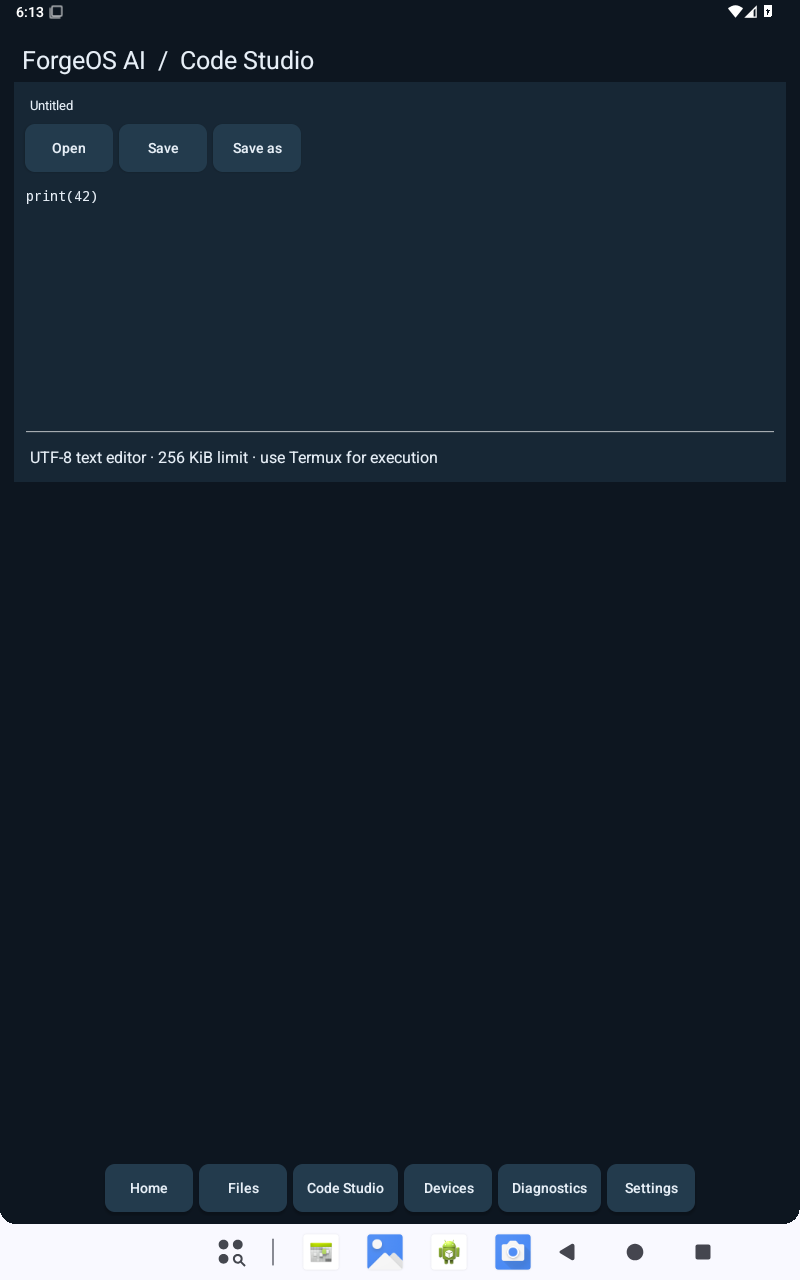 6:13
ForgeOS AI / Code Studio
Untitled
Open Save Save as
print(42)
UTF-8 text editor · 256 KiB limit · use Termux for execution
Home Files Code Studio Devices Diagnostics Settings